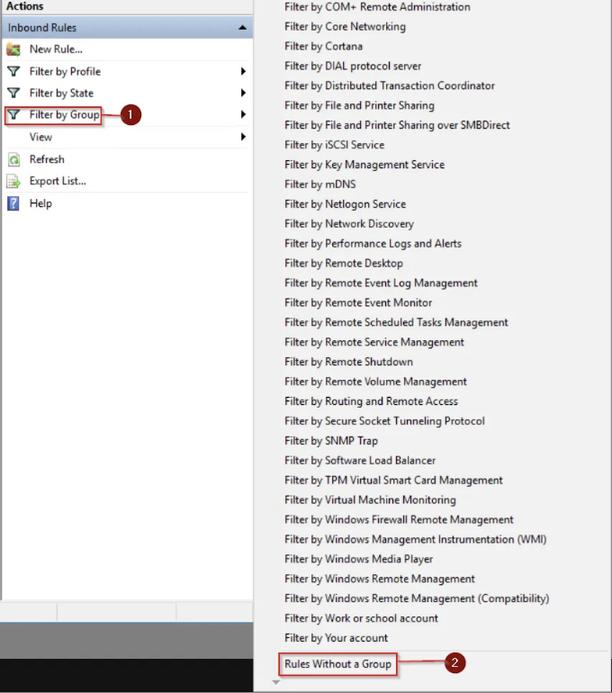 Actions
Inbound Rules
New Rule...
Filter by Profile
Filter by State
Filter by Group
1
View
Refresh
Export List...
Help
Filter by COM+ Remote Administration
Filter by Core Networking
Filter by Cortana
Filter by DIAL protocol server
Filter by Distributed Transaction Coordinator
Filter by File and Printer Sharing
Filter by File and Printer Sharing over SMBDirect
Filter by iSCSI Service
Filter by Key Management Service
Filter by mDNS
Filter by Netlogon Service
Filter by Network Discovery
Filter by Performance Logs and Alerts
Filter by Remote Desktop
Filter by Remote Event Log Management
Filter by Remote Event Monitor
Filter by Remote Scheduled Tasks Management
Filter by Remote Service Management
Filter by Remote Shutdown
Filter by Remote Volume Management
Filter by Routing and Remote Access
Filter by Secure Socket Tunneling Protocol
Filter by SNMP Trap
Filter by Software Load Balancer
Filter by TPM Virtual Smart Card Management
Filter by Virtual Machine Monitoring
Filter by Windows Firewall Remote Management
Filter by Windows Management Instrumentation (WMI)
Filter by Windows Media Player
Filter by Windows Remote Management
Filter by Windows Remote Management (Compatibility)
Filter by Work or school account
Filter by Your account
Rules Without a Group
2